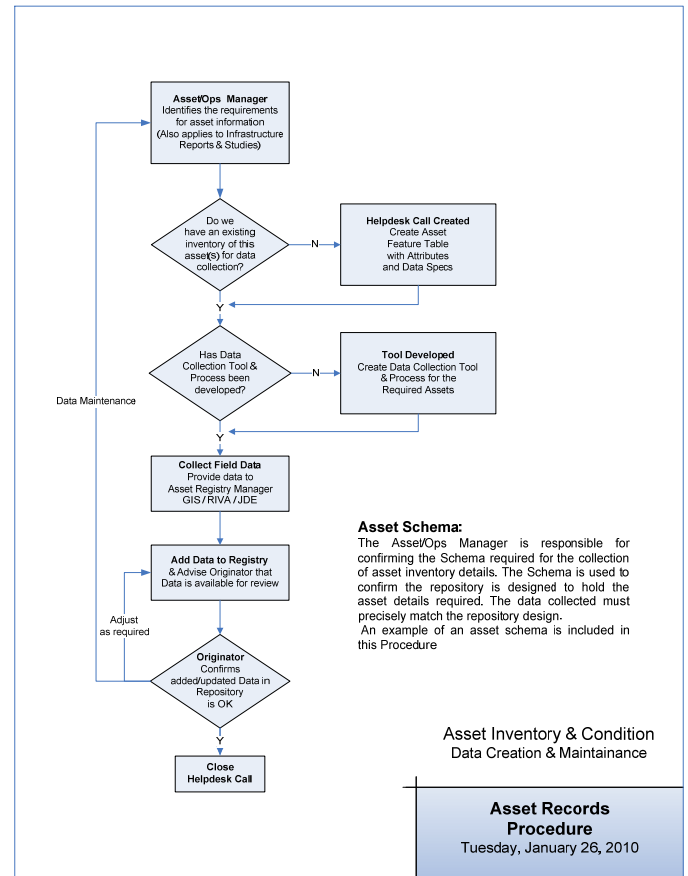 Asset/Ops Manager
Identifies the requirements
for asset information
(Also applies to Infrastructure
Reports & Studies)
Do we
have an existing
inventory of this
asset(s) for data
collection?
N
Helpdesk Call Created
Create Asset
Feature Table
with Attributes
and Data Specs
Y
Has Data
Collection Tool &
Process been
developed?
N
Tool Developed
Create Data Collection Tool
& Process for the
Required Assets
Data Maintenance
Y
Collect Field Data
Provide data to
Asset Registry Manager
GIS / RIVA / JDE
Add Data to Registry
& Advise Originator that
Data is available for review
Adjust
as required
Originator
Confirms
added/updated Data in
Repository
is OK
Y
Close
Helpdesk Call
Asset Schema:
The Asset/Ops Manager is responsible for
confirming the Schema required for the collection
of asset inventory details. The Schema is used to
confirm the repository is designed to hold the
asset details required. The data collected must
precisely match the repository design.
An example of an asset schema is included in
this Procedure
Asset Inventory & Condition
Data Creation & Maintainance
Asset Records
Procedure
Tuesday, January 26, 2010